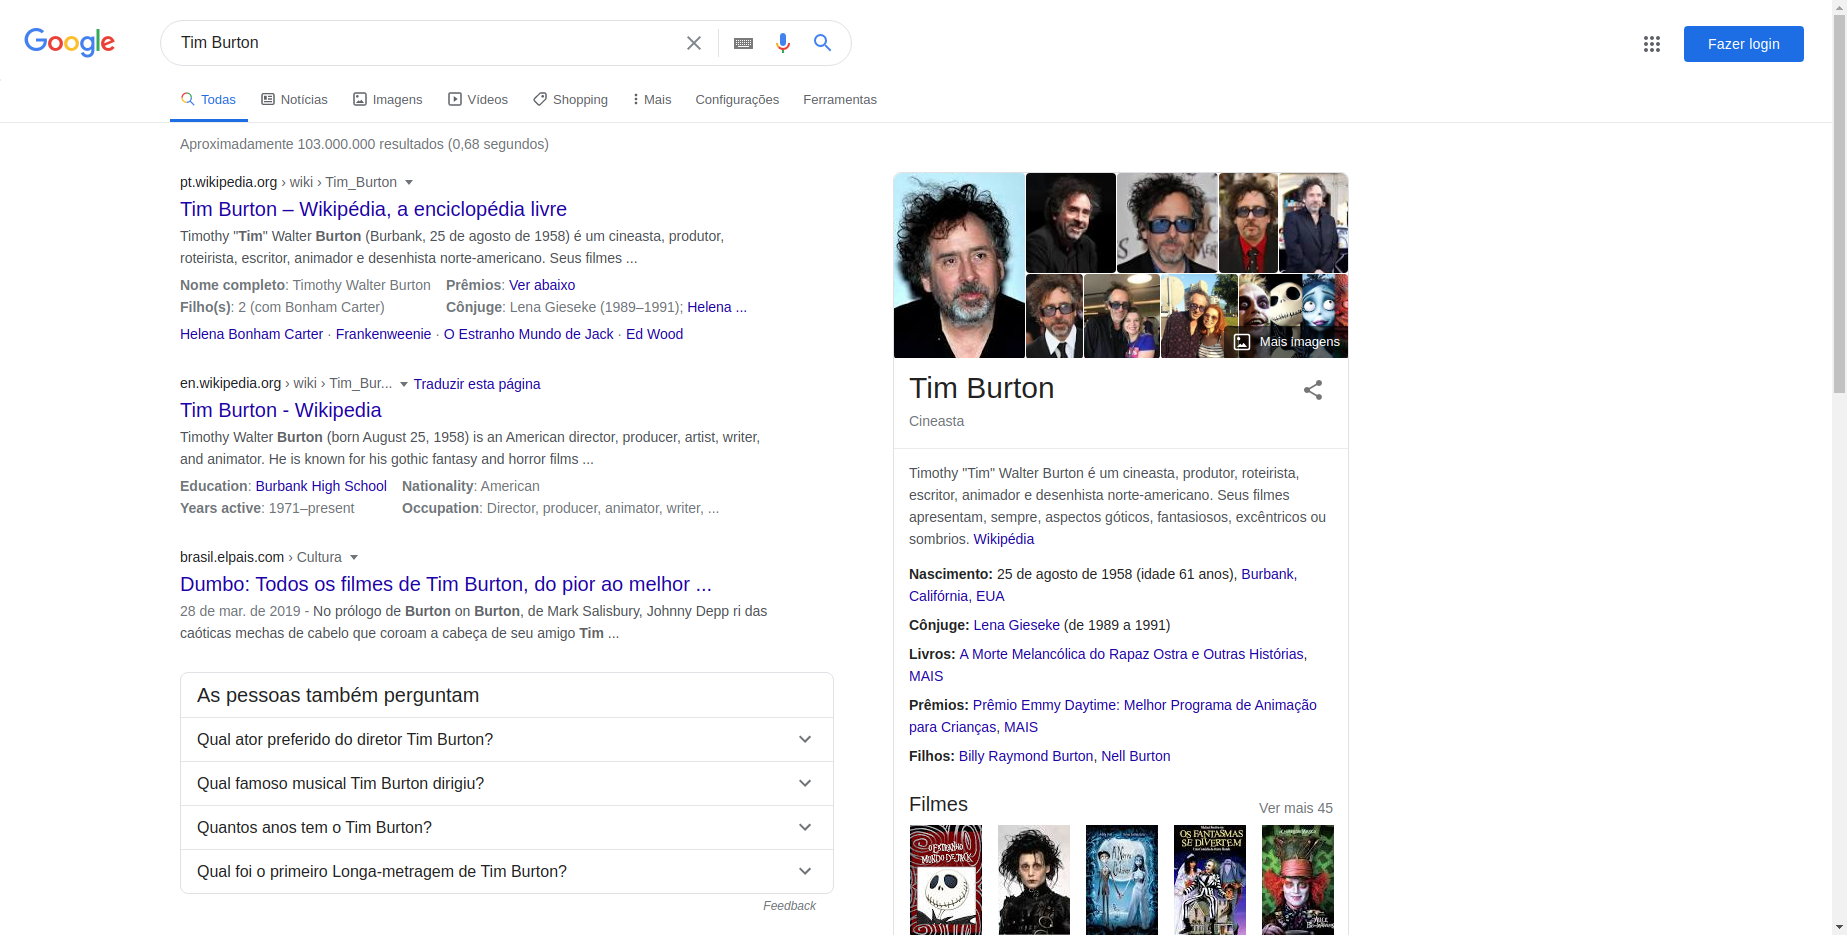 Google
Tim Burton
Fazer login
Todas
Notícias
Imagens
Vídeos
Shopping
Mais
Configurações
Ferramentas
Aproximadamente 103.000.000 resultados (0,68 segundos)
pt.wikipedia.org › wiki › Tim_Burton
Tim Burton – Wikipédia, a enciclopédia livre
Timothy "Tim" Walter Burton (Burbank, 25 de agosto de 1958) é um cineasta, produtor,
roteirista, escritor, animador e desenhista norte-americano. Seus filmes ...
Nome completo: Timothy Walter Burton Prêmios: Ver abaixo
Filho(s): 2 (com Bonham Carter) Cônjuge: Lena Gieseke (1989–1991); Helena ...
Helena Bonham Carter · Frankenweenie · O Estranho Mundo de Jack · Ed Wood
en.wikipedia.org › wiki › Tim_Bur... Traduzir esta página
Tim Burton - Wikipedia
Timothy Walter Burton (born August 25, 1958) is an American director, producer, artist, writer,
and animator. He is known for his gothic fantasy and horror films ...
Education: Burbank High School Nationality: American
Years active: 1971–present Occupation: Director, producer, animator, writer, ...
brasil.elpais.com › Cultura
Dumbo: Todos os filmes de Tim Burton, do pior ao melhor ...
28 de mar. de 2019 - No prólogo de Burton on Burton, de Mark Salisbury, Johnny Depp ri das
caóticas mechas de cabelo que coroam a cabeça de seu amigo Tim ...
As pessoas também perguntam
Qual ator preferido do diretor Tim Burton?
Qual famoso musical Tim Burton dirigiu?
Quantos anos tem o Tim Burton?
Qual foi o primeiro Longa-metragem de Tim Burton?
Feedback
Mais imagens
Tim Burton
Cineasta
Timothy "Tim" Walter Burton é um cineasta, produtor, roteirista,
escritor, animador e desenhista norte-americano. Seus filmes
apresentam, sempre, aspectos góticos, fantasiosos, excêntricos ou
sombrios. Wikipédia
Nascimento: 25 de agosto de 1958 (idade 61 anos), Burbank,
Califórnia, EUA
Cônjuge: Lena Gieseke (de 1989 a 1991)
Livros: A Morte Melancólica do Rapaz Ostra e Outras Histórias,
MAIS
Prêmios: Prêmio Emmy Daytime: Melhor Programa de Animação
para Crianças, MAIS
Filhos: Billy Raymond Burton, Nell Burton
Filmes
Ver mais 45
O ESTRANHO
MUNDO DE JACK
A Noiva
Cadáver
OS FANTASMAS
SE DIVERTEM
ALICE